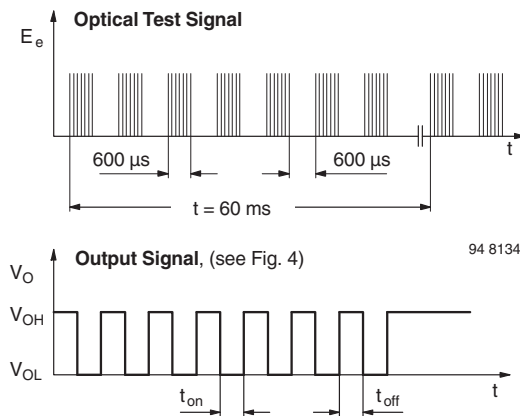 Optical Test Signal
E e
t
600 µs
600 µs
t = 60 ms
94 8134
Output Signal, (see Fig. 4)
V O
V OH
V OL
t on
t off
t